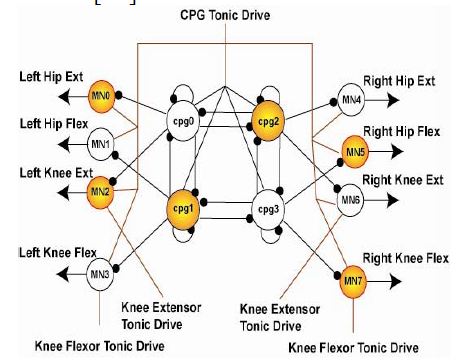 CPG Tonic Drive
Left Hip Ext
Right Hip Ext
MN0
MN4
cpg0
cpg2
Left Hip Flex
Right Hip Flex
MN1
MN5
Left Knee Ext
Right Knee Ext
MN2
MN6
cpg1
cpg3
Left Knee Flex
Right Knee Flex
MN3
MN7
Knee Extensor
Tonic Drive
Knee Extensor
Tonic Drive
Knee Flexor Tonic Drive
Knee Flexor Tonic Drive